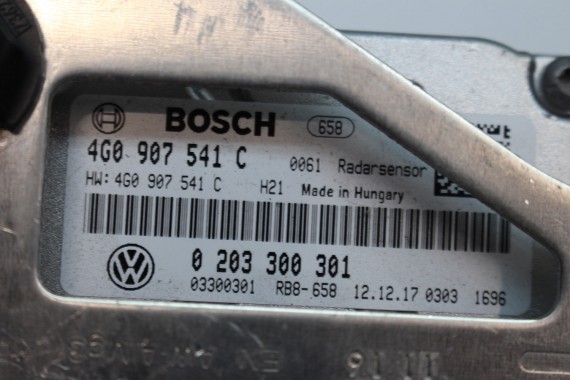 BOSCH 658
4G0 907 541 C 0061 Radarsensor
HW: 4G0 907 541 C H21 Made in Hungary
VW
0 203 300 301
03300301 RB8-658 12.12.17 0303 1696